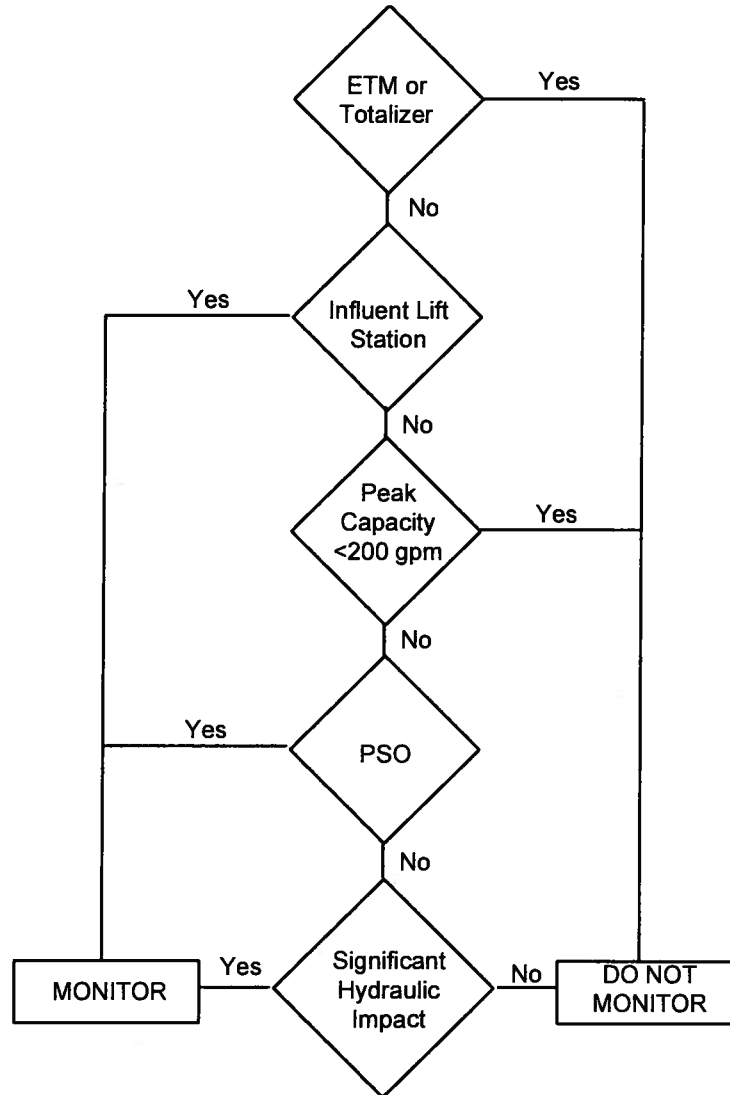 ETM or
Totalizer
Yes
No
Yes
Influent Lift
Station
No
Peak
Capacity
<200 gpm
Yes
No
Yes
PSO
No
MONITOR
Yes
Significant
Hydraulic
Impact
No
DO NOT
MONITOR